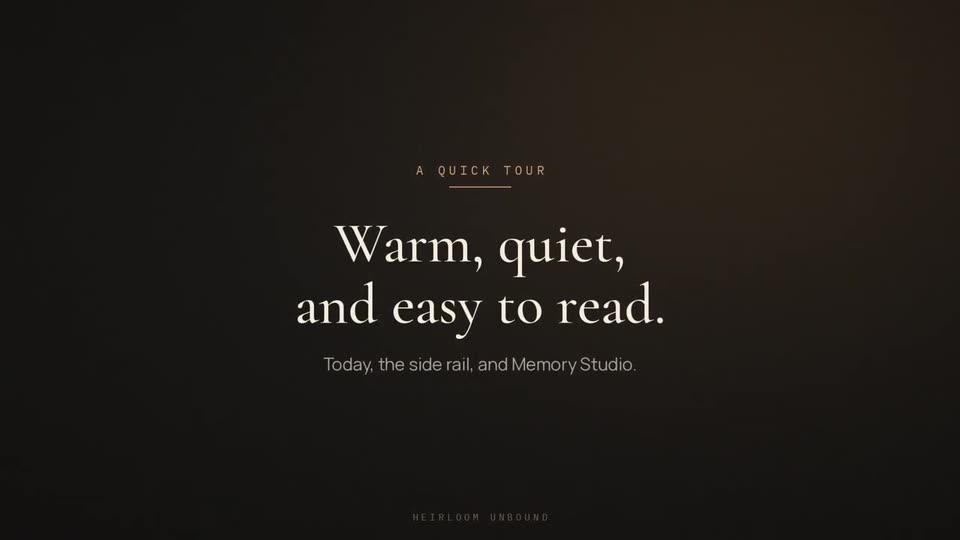 A QUICK TOUR
Warm, quiet,
and easy to read.
Today, the side rail, and Memory Studio.
HEIRLOOM UNBOUND